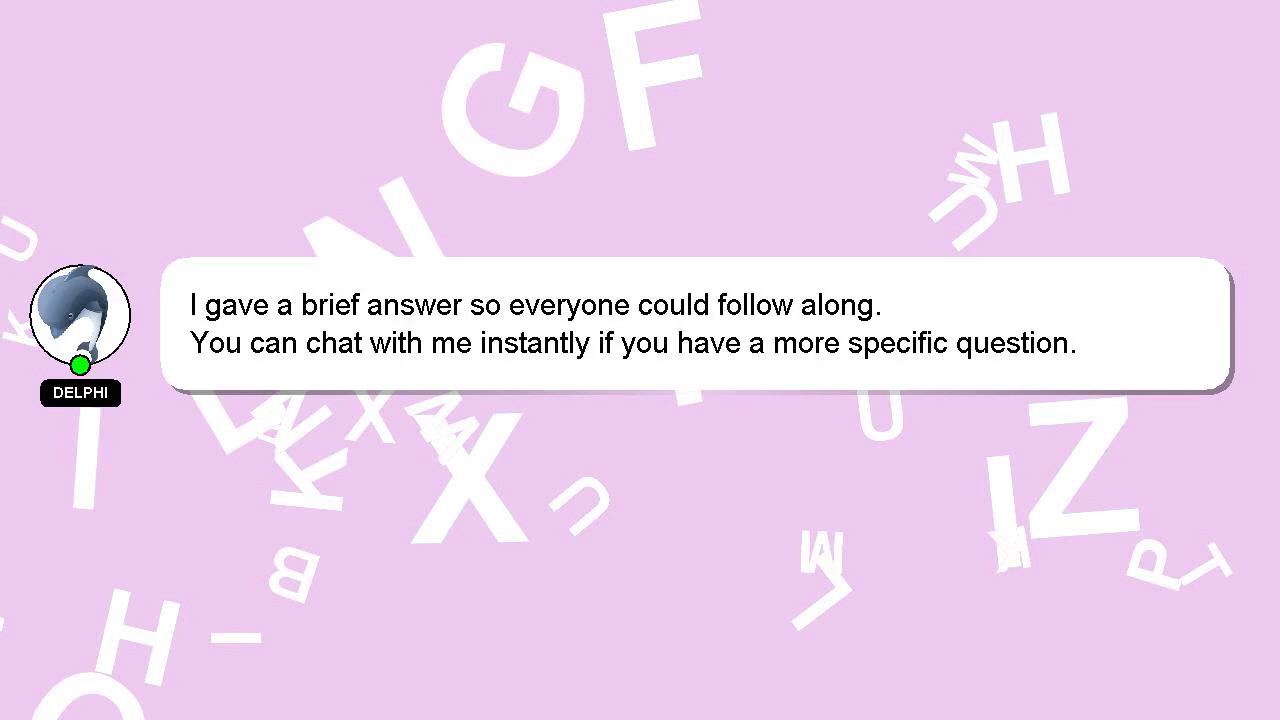 I gave a brief answer so everyone could follow along.
You can chat with me instantly if you have a more specific question.
DELPHI